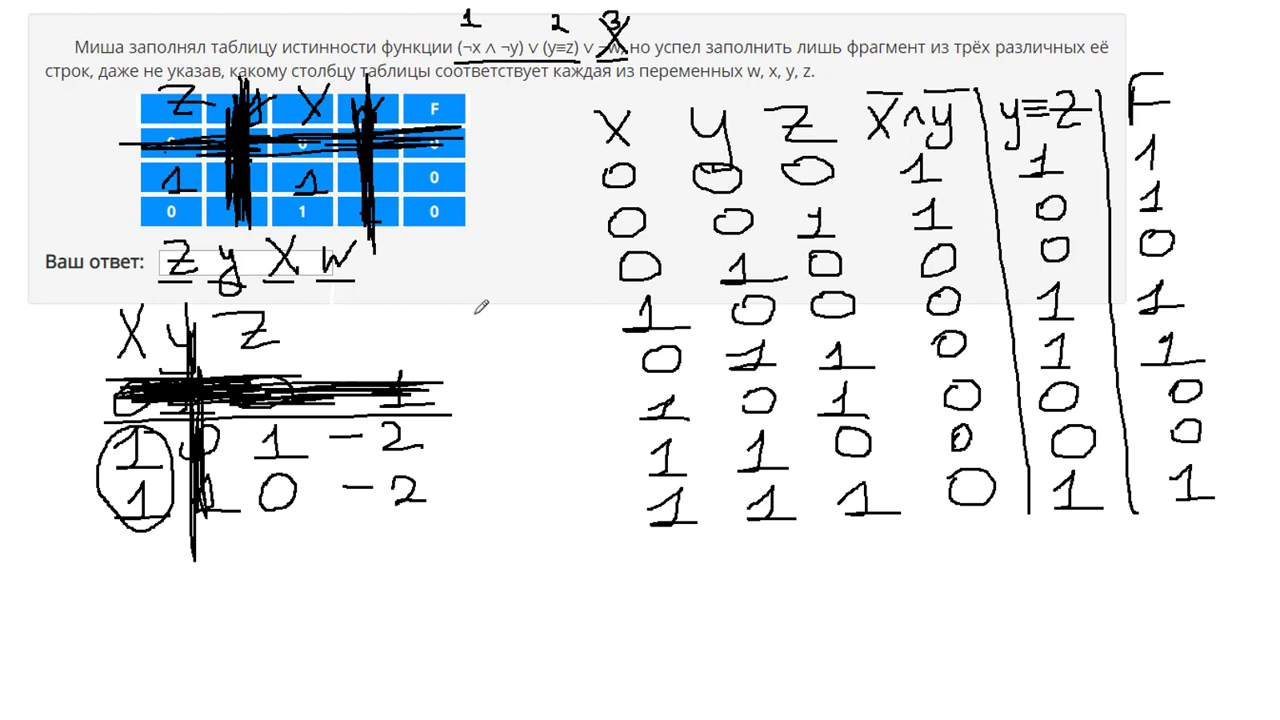 1 2 3
Миша заполнял таблицу истинности функции (¬x ∧ ¬y) ∨ (y≡z) ∨ ¬w, но успел заполнить лишь фрагмент из трёх различных её
строк, даже не указав, какому столбцу таблицы соответствует каждая из переменных w, x, y, z.
Z y X w F
0 0
1 1 0
0 1 0
Ваш ответ: Z y X w
X y Z
1 0 1 – 2
1 1 0 – 2
X y Z X∧y y≡Z F
0 0 0 1 1 1
0 0 1 1 0 1
0 1 0 0 0 0
1 0 0 0 1 1
0 1 1 0 1 1
1 0 1 0 0 0
1 1 0 0 0 0
1 1 1 0 1 1